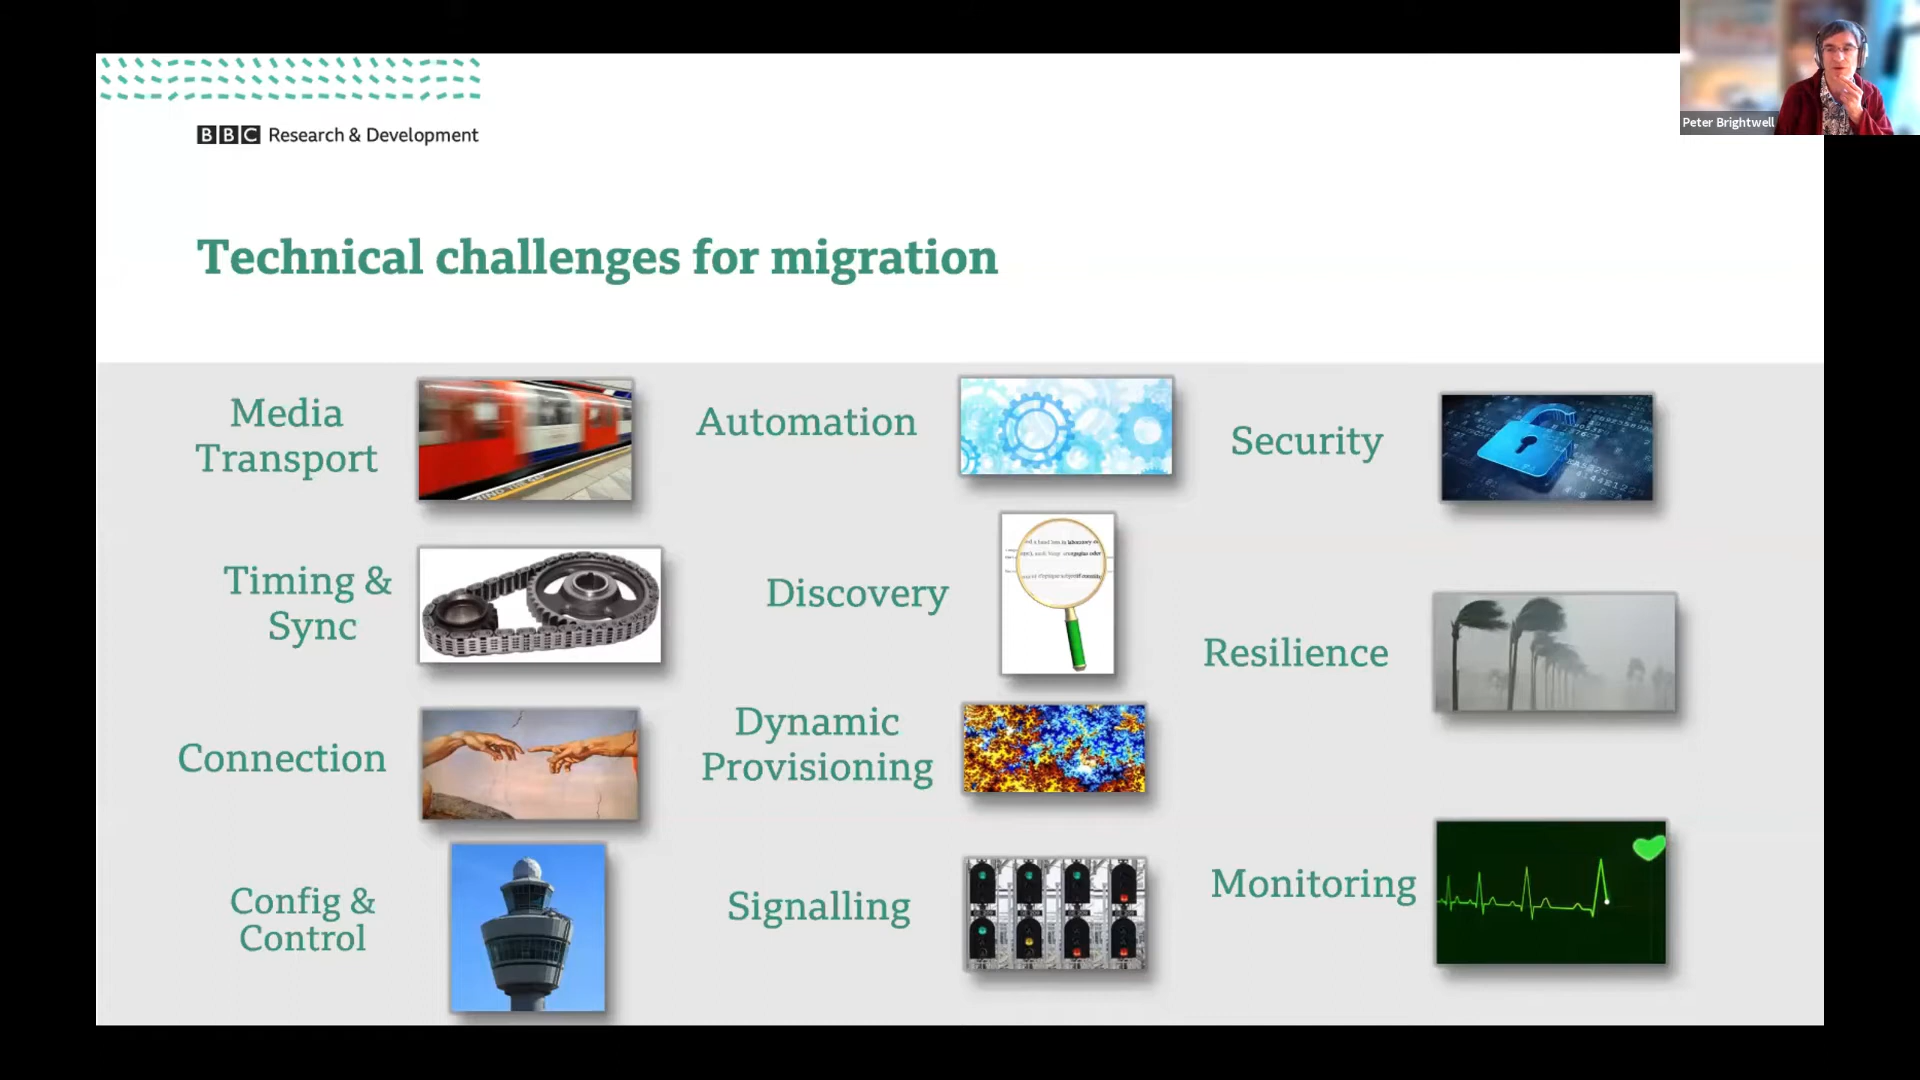 BBC Research & Development
Peter Brightwell
Technical challenges for migration
Media
Transport
Automation
Security
Timing &
Sync
Discovery
Resilience
Connection
Dynamic
Provisioning
Config &
Control
Signalling
Monitoring